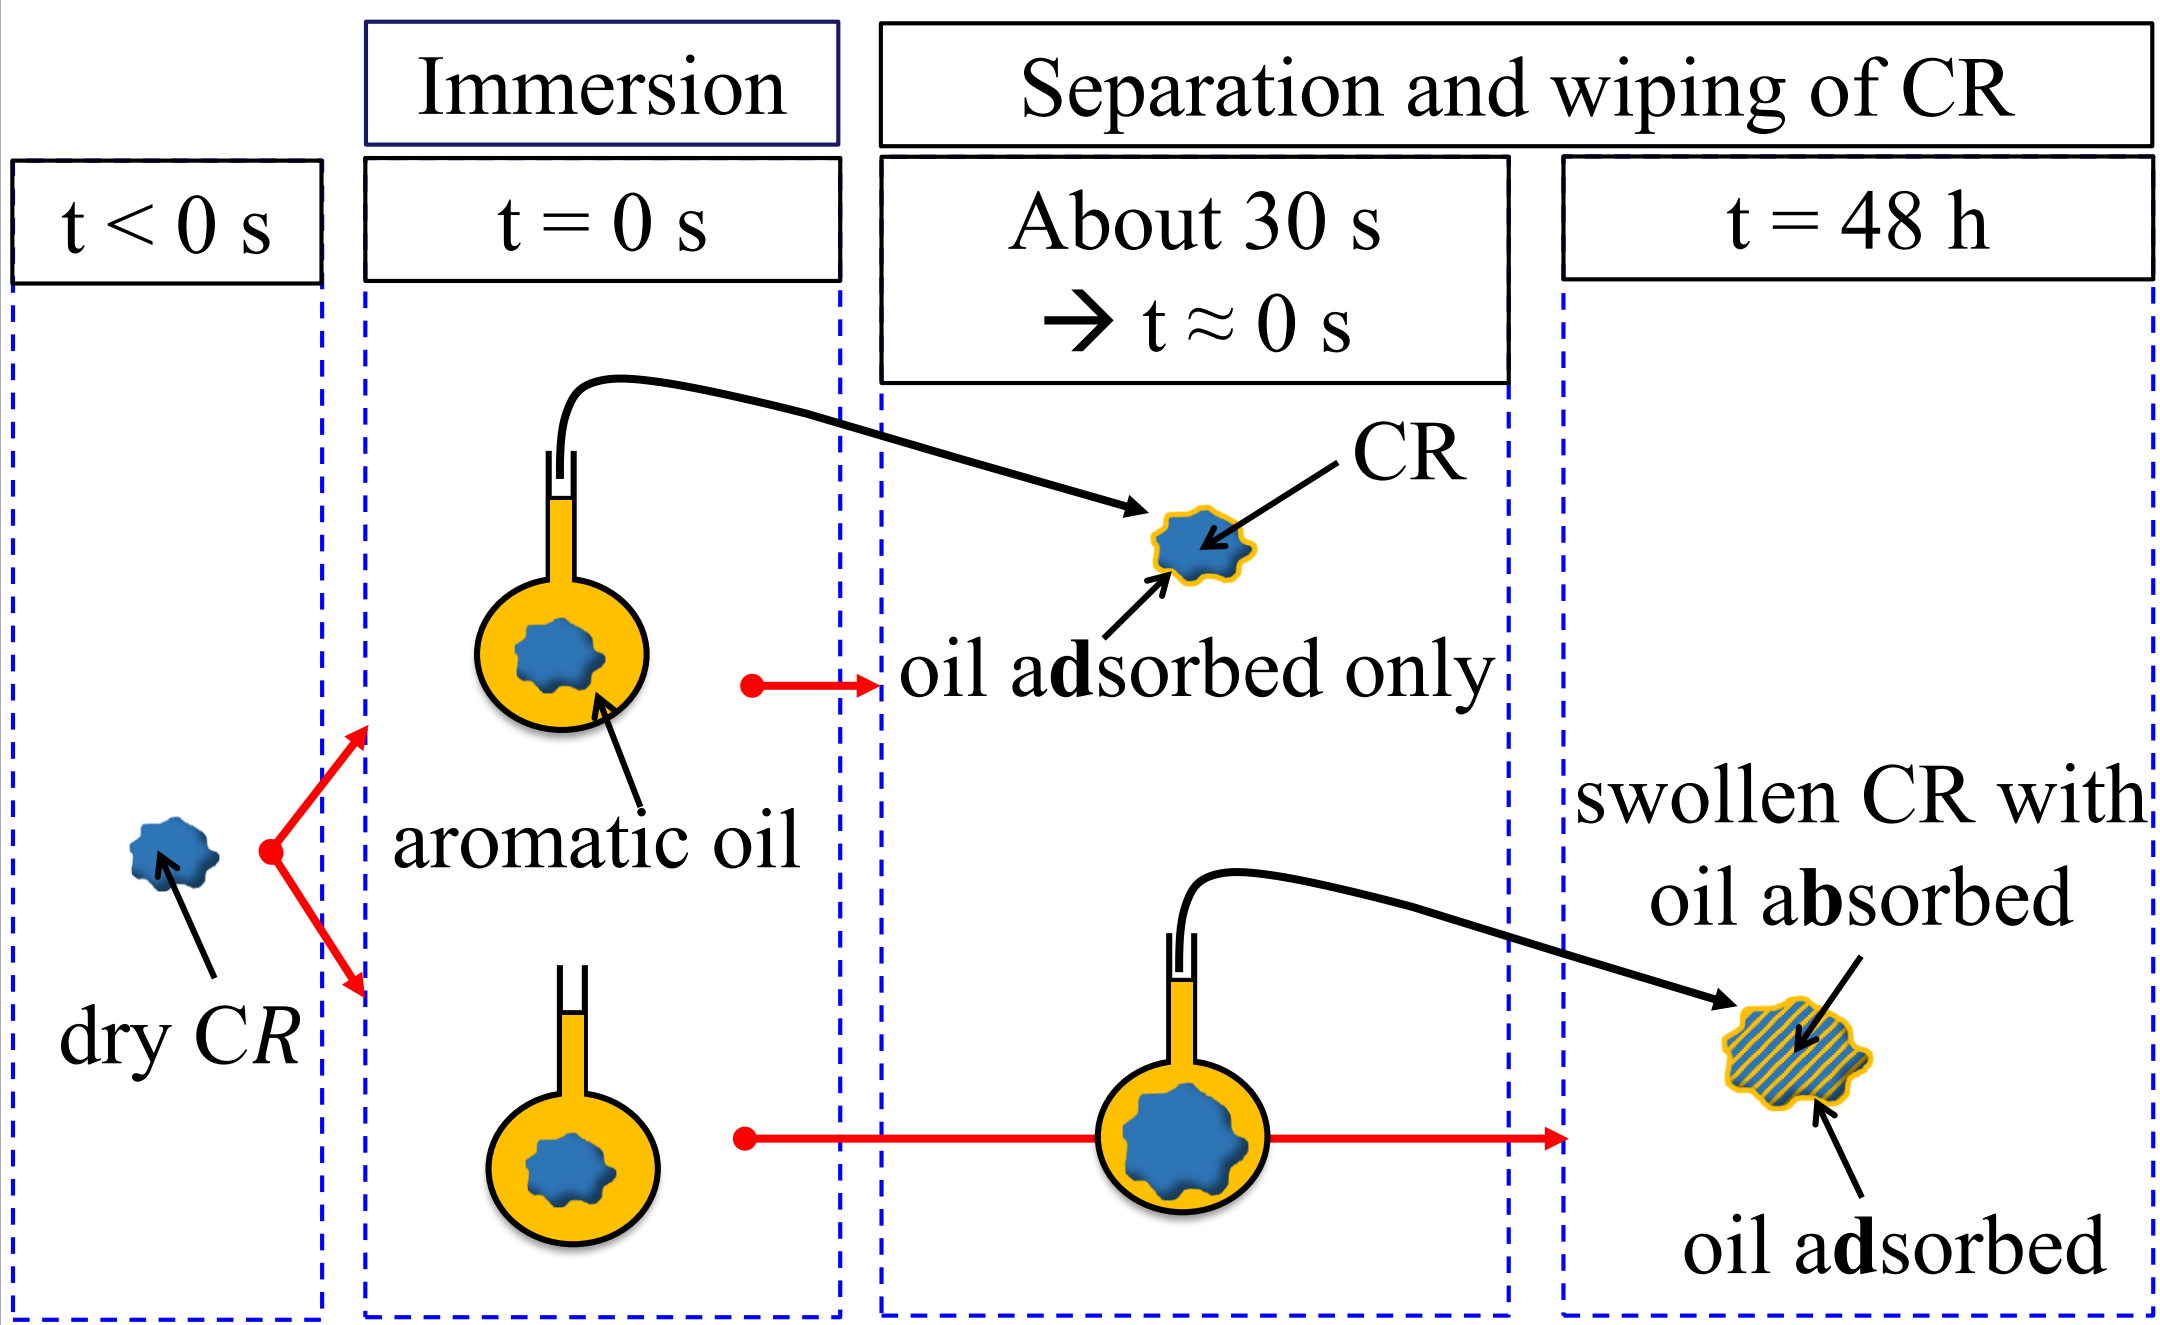 Immersion
Separation and wiping of CR
t < 0 s
t = 0 s
About 30 s
→ t ≈ 0 s
t = 48 h
CR
oil adsorbed only
aromatic oil
dry CR
swollen CR with
oil absorbed
oil adsorbed